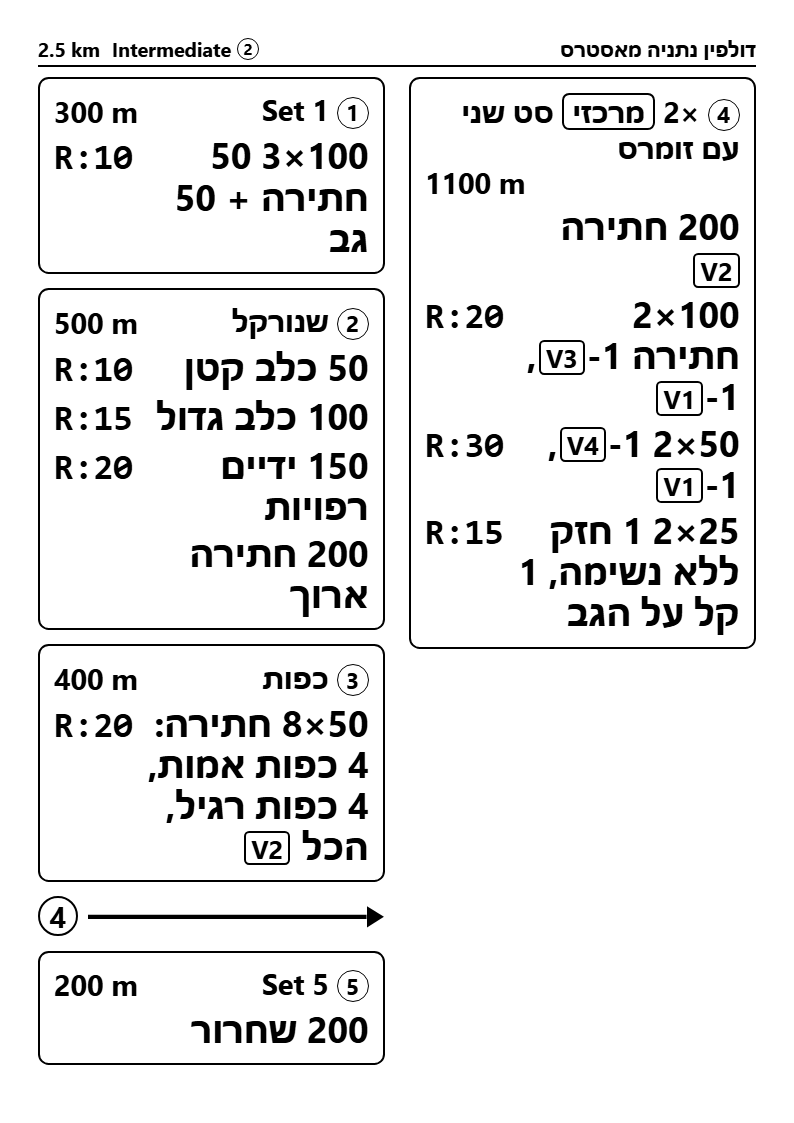 דולפין נתניה מאסטרס
2.5 km Intermediate ②
① Set 1 300 m
3×100 50 R:10
חתירה + 50
גב
② שנורקל 500 m
50 כלב קטן R:10
100 כלב גדול R:15
150 ידיים R:20
רפויות
200 חתירה
ארוך
③ כפות 400 m
8×50 חתירה: R:20
4 כפות אמות,
4 כפות רגיל,
הכל V2
④
⑤ Set 5 200 m
200 שחרור
④ 2× מרכזי סט שני
עם זומרס
1100 m
200 חתירה
V2
2×100 R:20
חתירה 1-V3,
1-V1
2×50 1-V4, R:30
1-V1
2×25 1 חזק R:15
ללא נשימה, 1
קל על הגב